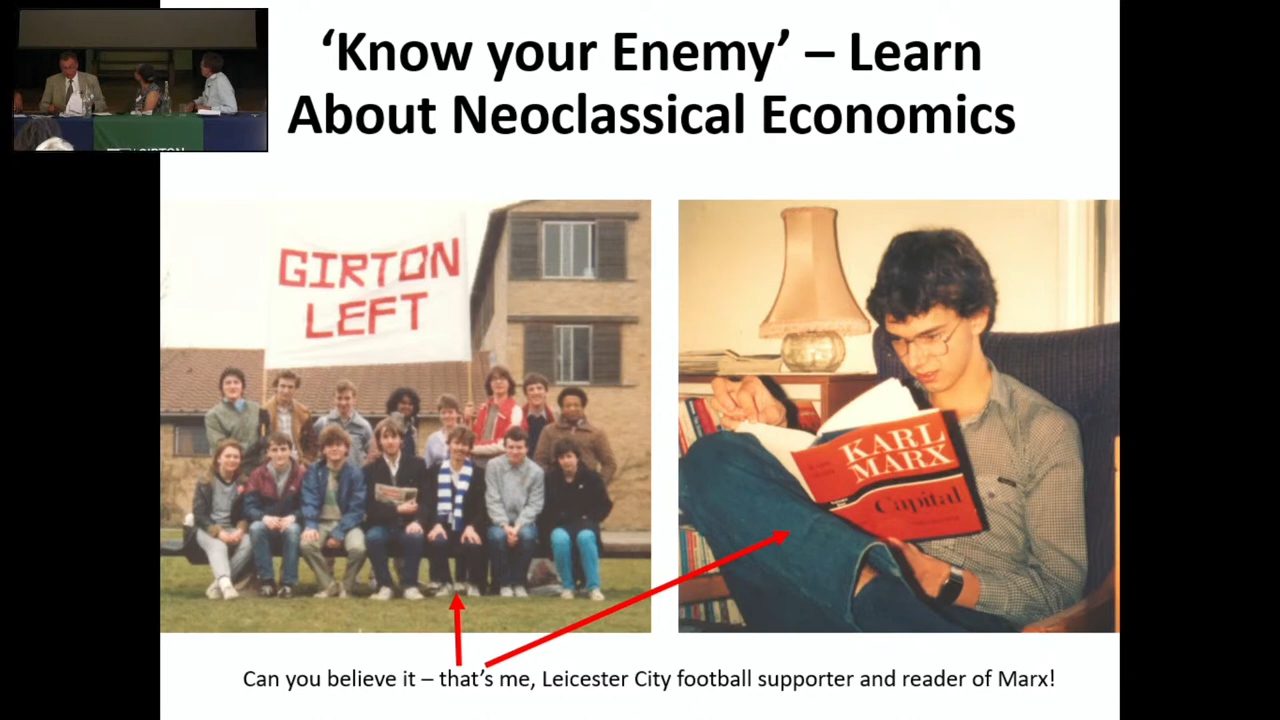 ‘Know your Enemy’ – Learn
About Neoclassical Economics
GIRTON
GIRTON
LEFT
KARL
MARX
Capital
Can you believe it – that’s me, Leicester City football supporter and reader of Marx!